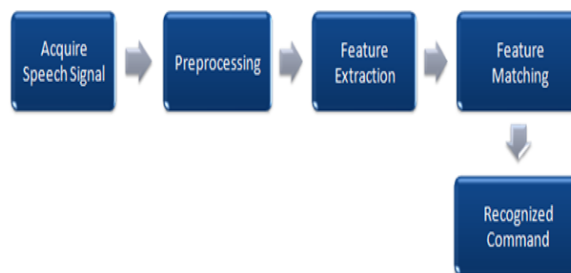 Acquire
Speech Signal
Preprocessing
Feature
Extraction
Feature
Matching
Recognized
Command